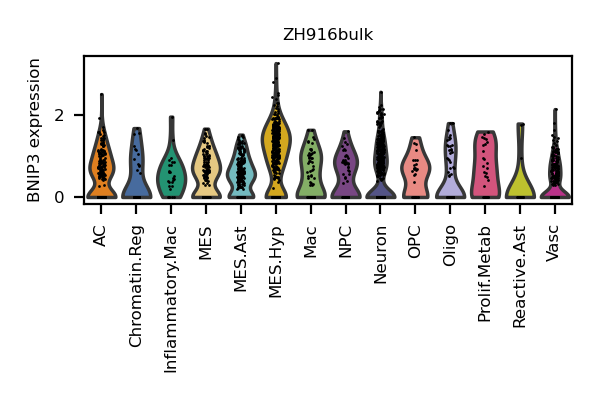 ZH916bulk
BNIP3 expression
2
0
AC
Chromatin.Reg
Inflammatory.Mac
MES
MES.Ast
MES.Hyp
Mac
NPC
Neuron
OPC
Oligo
Prolif.Metab
Reactive.Ast
Vasc